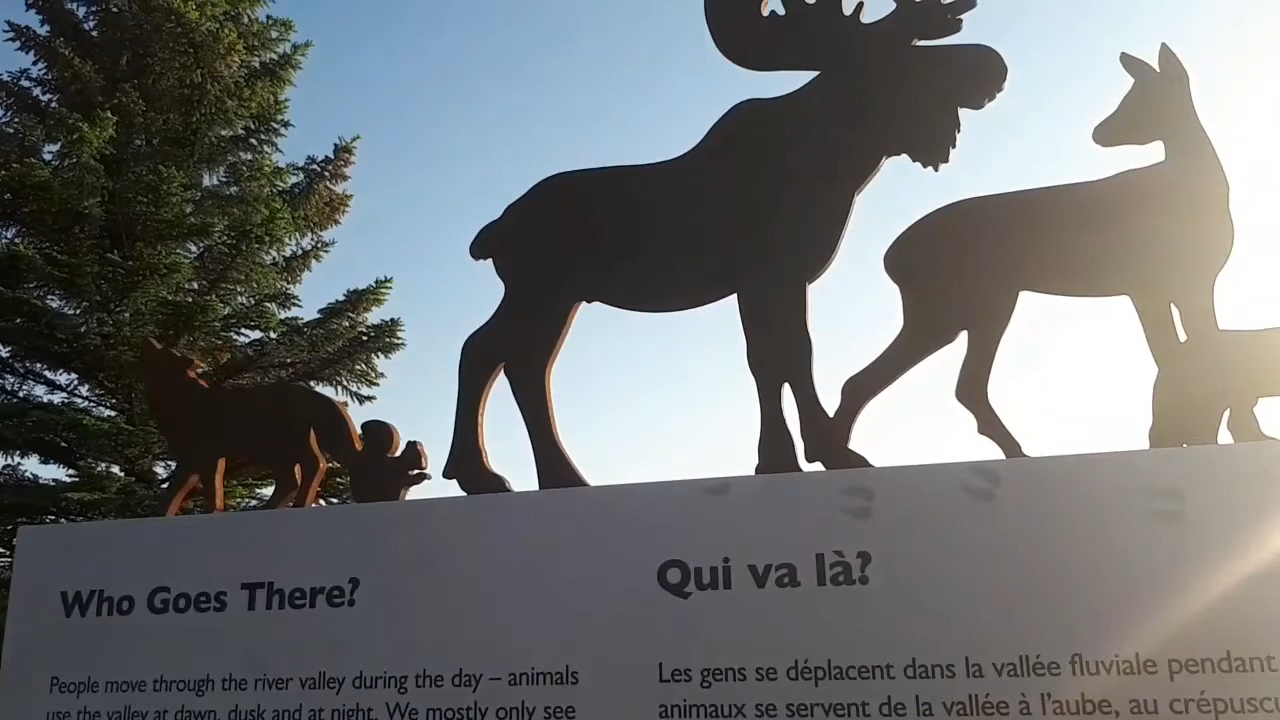 Who Goes There?
People move through the river valley during the day – animals
use the valley at dawn, dusk and at night. We mostly only see
Qui va là?
Les gens se déplacent dans la vallée fluviale pendant
animaux se servent de la vallée à l'aube, au